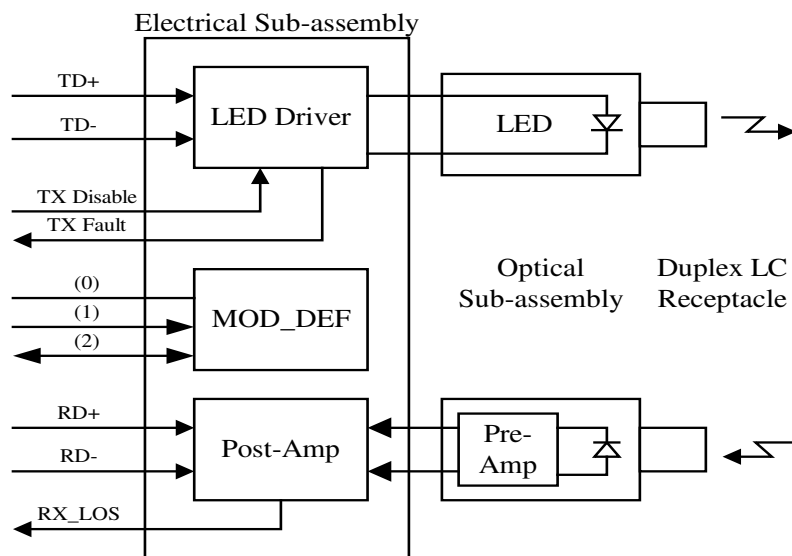 Electrical Sub-assembly
TD+
TD-
LED Driver
LED
TX Disable
TX Fault
(0)
(1)
(2)
MOD_DEF
Optical
Sub-assembly
Duplex LC
Receptacle
RD+
RD-
Post-Amp
Pre-
Amp
RX_LOS